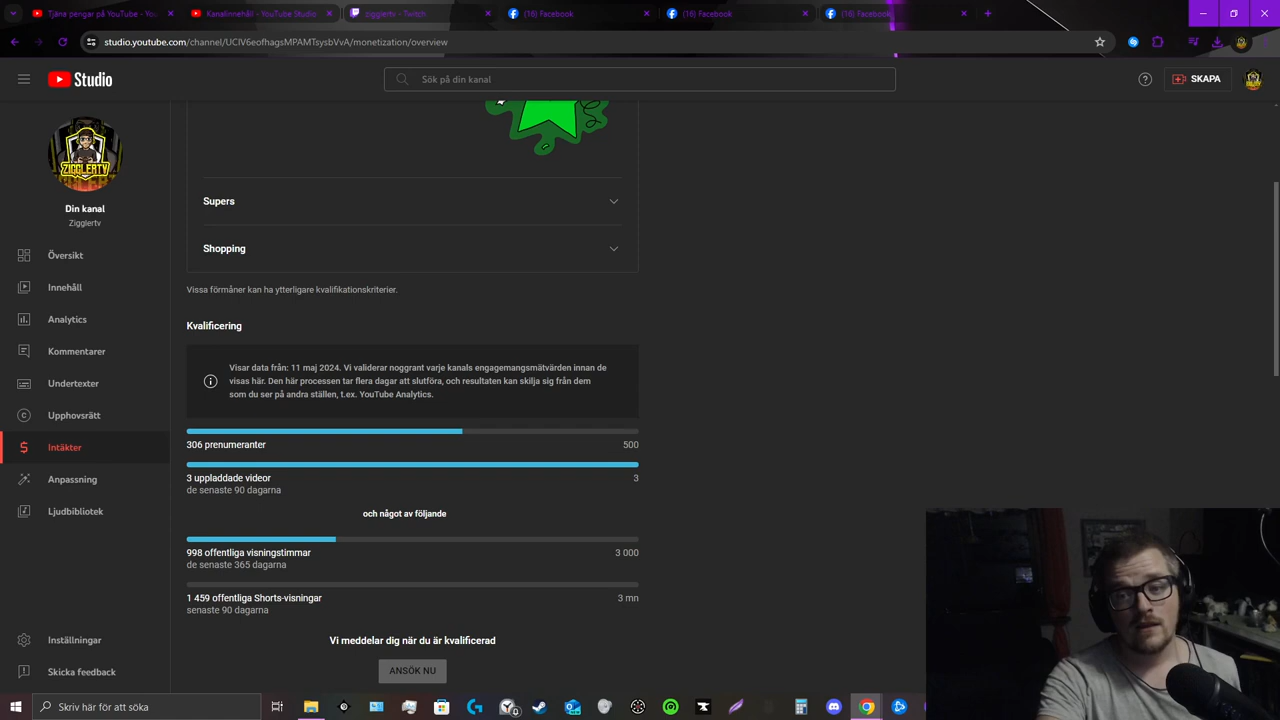 Tjäna pengar på YouTube - You
Kanalinnehåll - YouTube Studio
zigglertv - Twitch
(16) Facebook
(16) Facebook
(16) Facebook
studio.youtube.com/channel/UClV6eofhagsMPAMTsysbVvA/monetization/overview
Studio
Sök på din kanal
SKAPA
ZIGGLERTV
Din kanal
Zigglertv
Översikt
Innehåll
Analytics
Kommentarer
Undertexter
Upphovsrätt
Intäkter
Anpassning
Ljudbibliotek
Inställningar
Skicka feedback
Supers
Shopping
Vissa förmåner kan ha ytterligare kvalifikationskriterier.
Kvalificering
Visar data från: 11 maj 2024. Vi validerar noggrant varje kanals engagemangsmätvärden innan de
visas här. Den här processen tar flera dagar att slutföra, och resultaten kan skilja sig från dem
som du ser på andra ställen, t.ex. YouTube Analytics.
306 prenumeranter 500
3 uppladdade videor 3
de senaste 90 dagarna
och något av följande
998 offentliga visningstimmar 3 000
de senaste 365 dagarna
1 459 offentliga Shorts-visningar 3 mn
senaste 90 dagarna
Vi meddelar dig när du är kvalificerad
ANSÖK NU
Skriv här för att söka